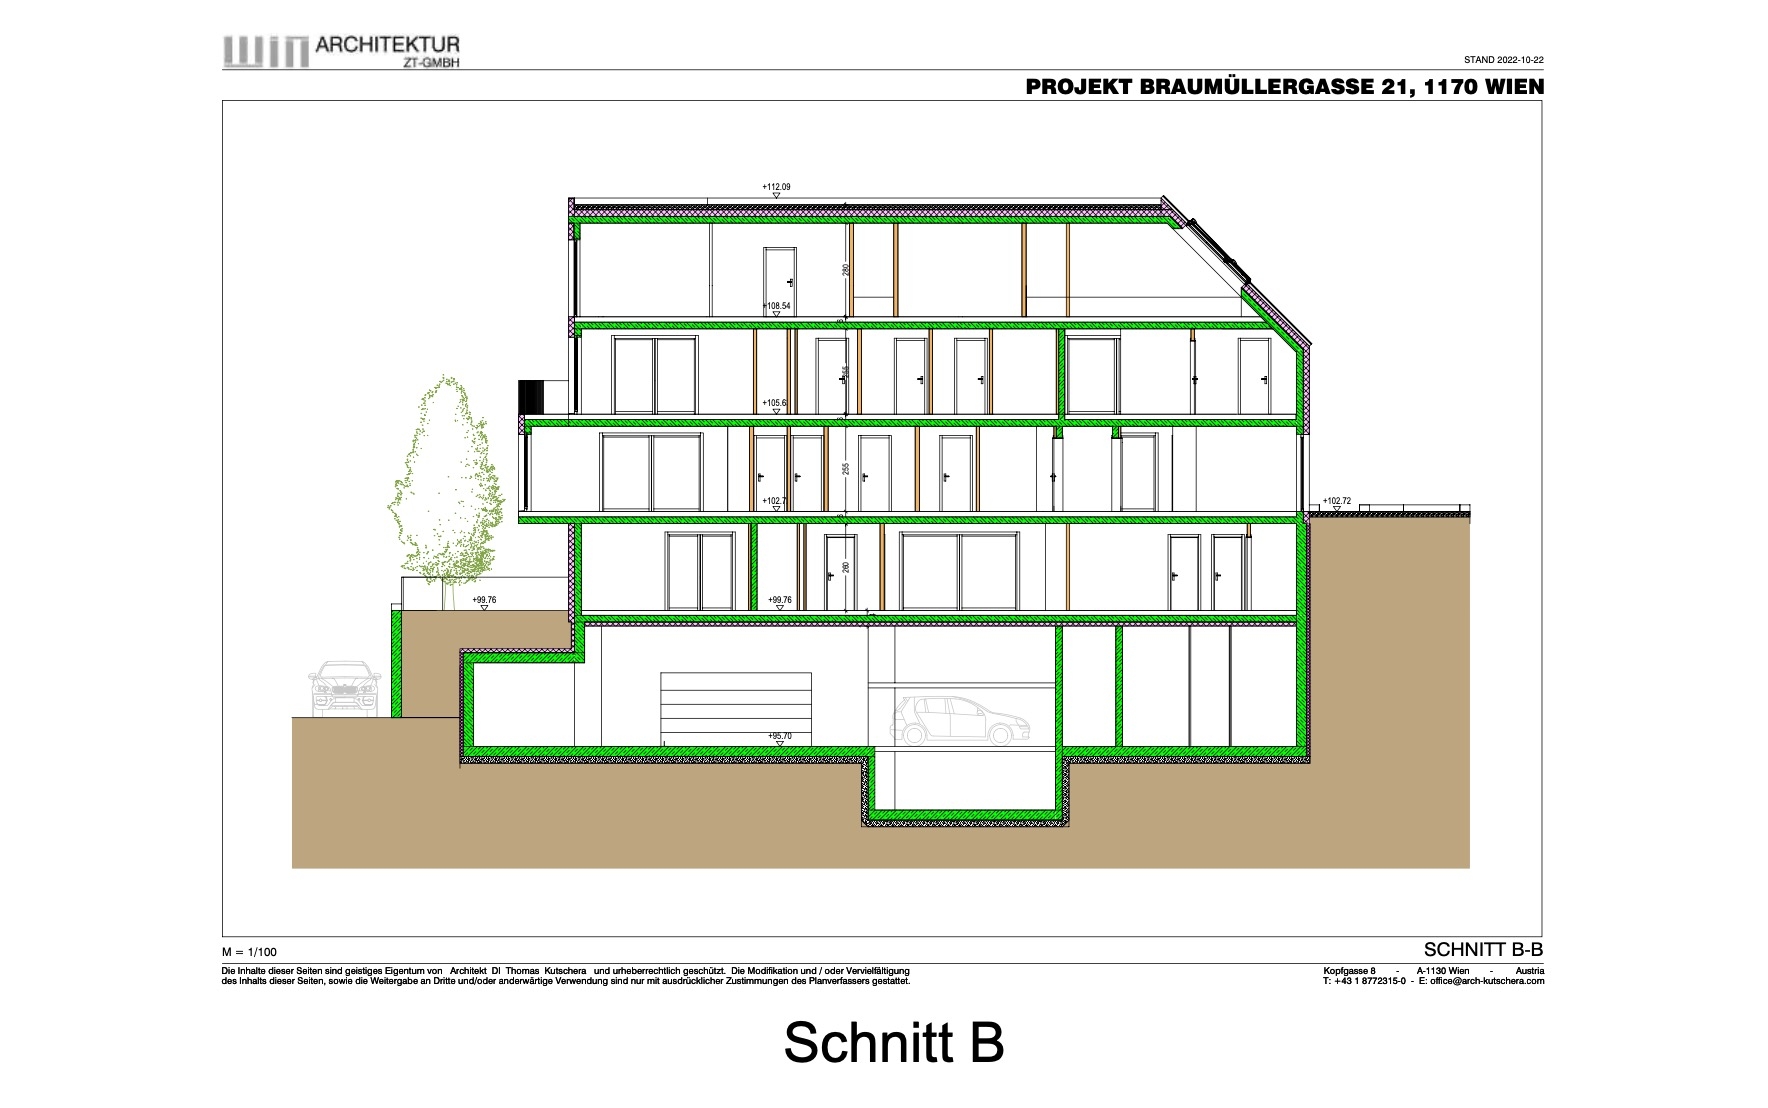 WIN ARCHITEKTUR
ZT-GMBH
STAND 2022-10-22
PROJEKT BRAUMÜLLERGASSE 21, 1170 WIEN
+112.09
280
+108.54
255
+105.6
255
+102.7
+102.72
260
+99.76
+99.76
+95.70
M = 1/100
SCHNITT B-B
Die Inhalte dieser Seiten sind geistiges Eigentum von Architekt DI Thomas Kutschera und urheberrechtlich geschützt. Die Modifikation und / oder Vervielfältigung
des Inhalts dieser Seiten, sowie die Weitergabe an Dritte und/oder anderwärtige Verwendung sind nur mit ausdrücklicher Zustimmungen des Planverfassers gestattet.
Kopfgasse 8 - A-1130 Wien - Austria
T: +43 1 8772315-0 - E: office@arch-kutschera.com
Schnitt B